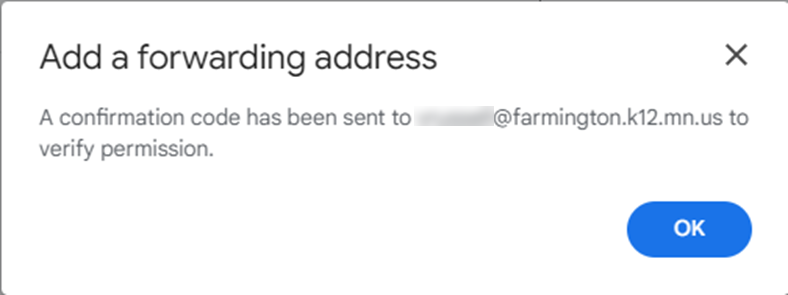 Add a forwarding address
A confirmation code has been sent to @farmington.k12.mn.us to
verify permission.
OK